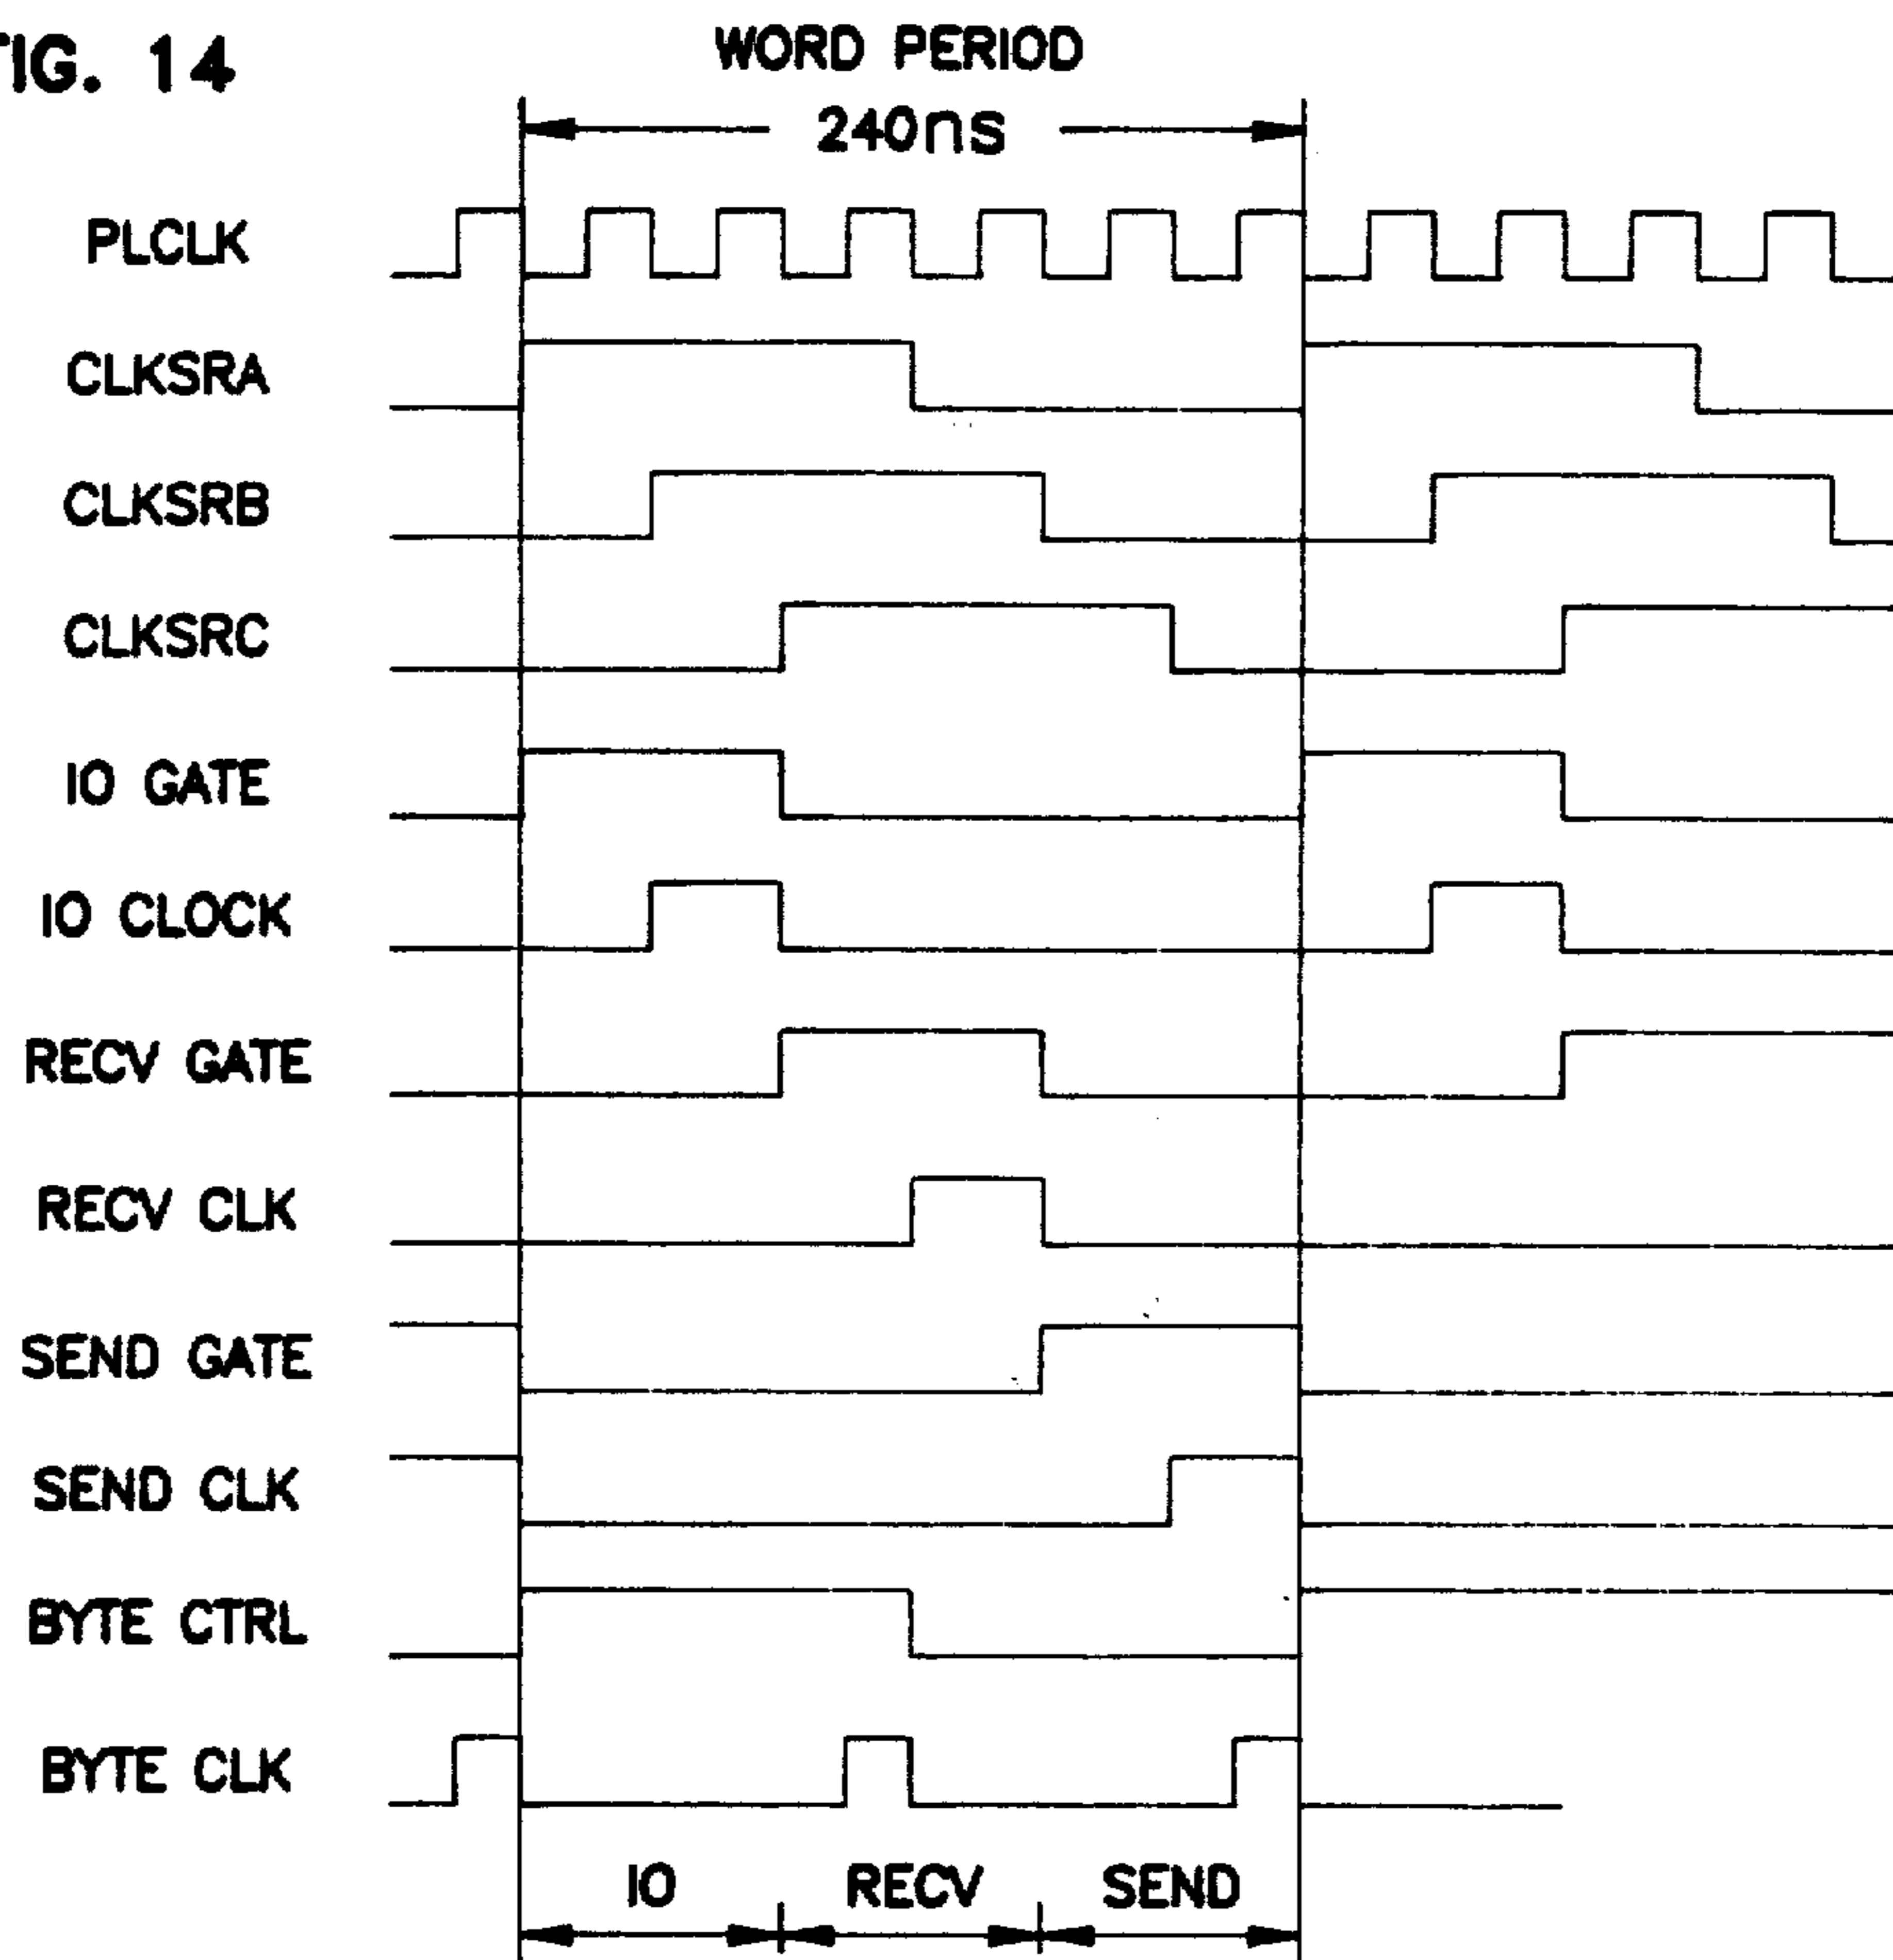 FIG. 14
WORD PERIOD
240ns
PLCLK
CLKSRA
CLKSRB
CLKSRC
IO GATE
IO CLOCK
RECV GATE
RECV CLK
SEND GATE
SEND CLK
BYTE CTRL
BYTE CLK
IO RECV SEND